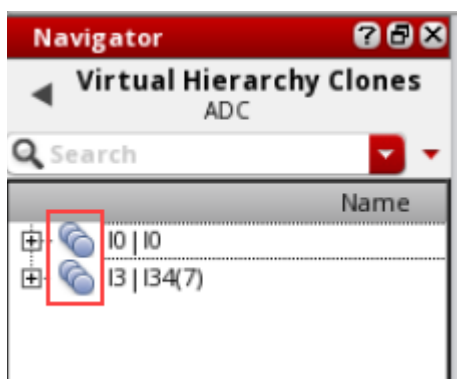 Navigator
Virtual Hierarchy Clones
ADC
Search
Name
I0 | I0
I3 | I34(7)